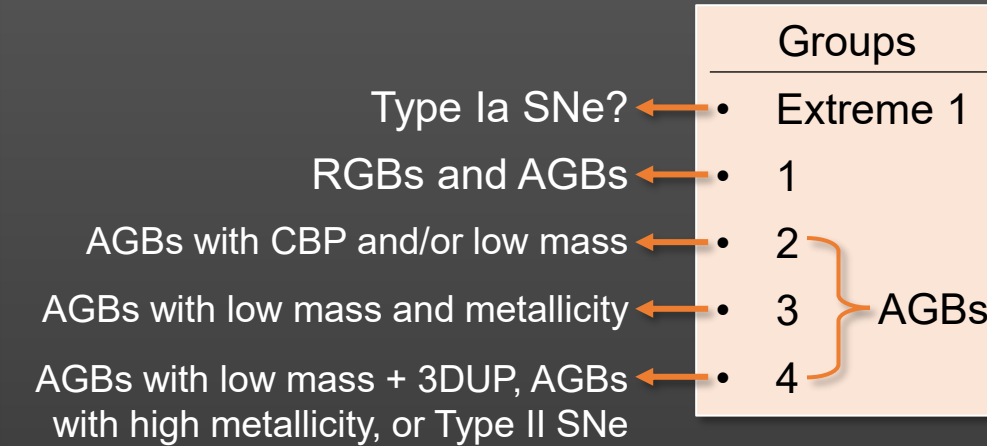 Groups
Type Ia SNe? • Extreme 1
RGBs and AGBs • 1
AGBs with CBP and/or low mass • 2
AGBs with low mass and metallicity • 3 AGBs
AGBs with low mass + 3DUP, AGBs • 4
with high metallicity, or Type II SNe